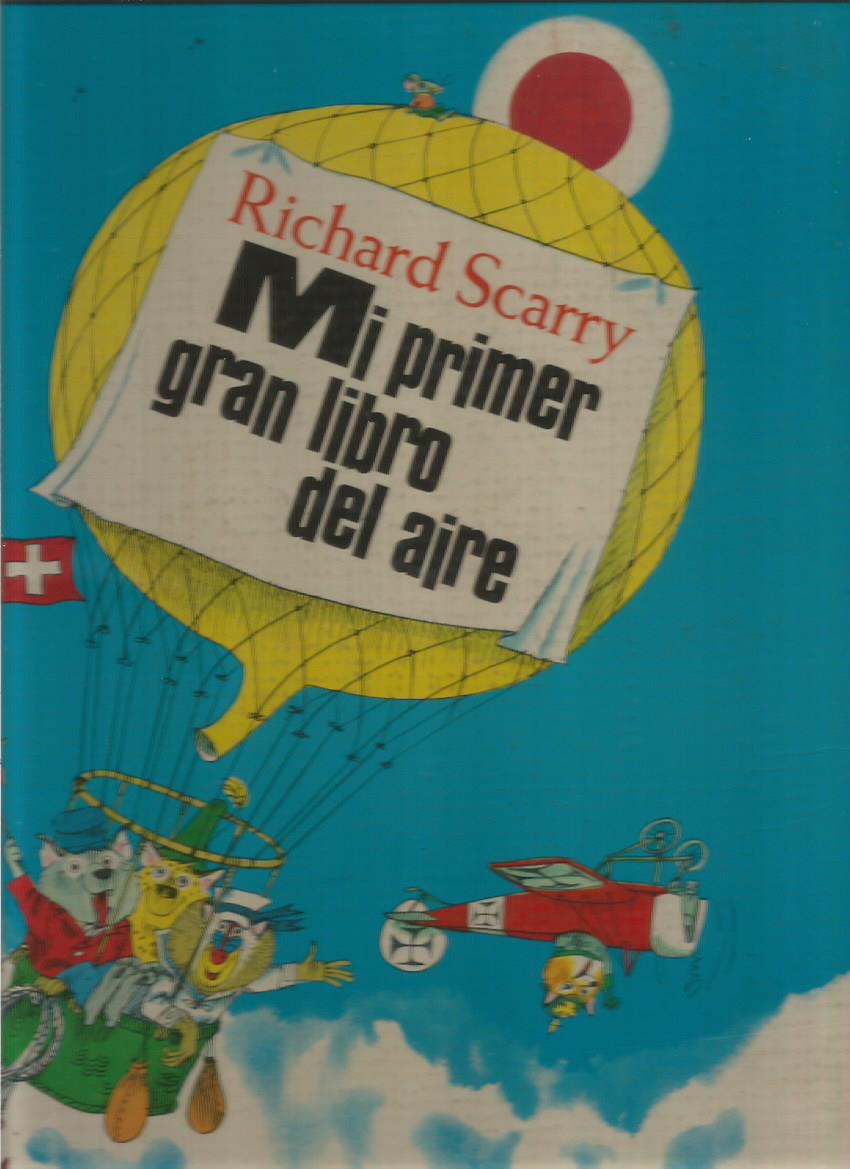 Richard Scarry
Mi primer
gran libro
del aire